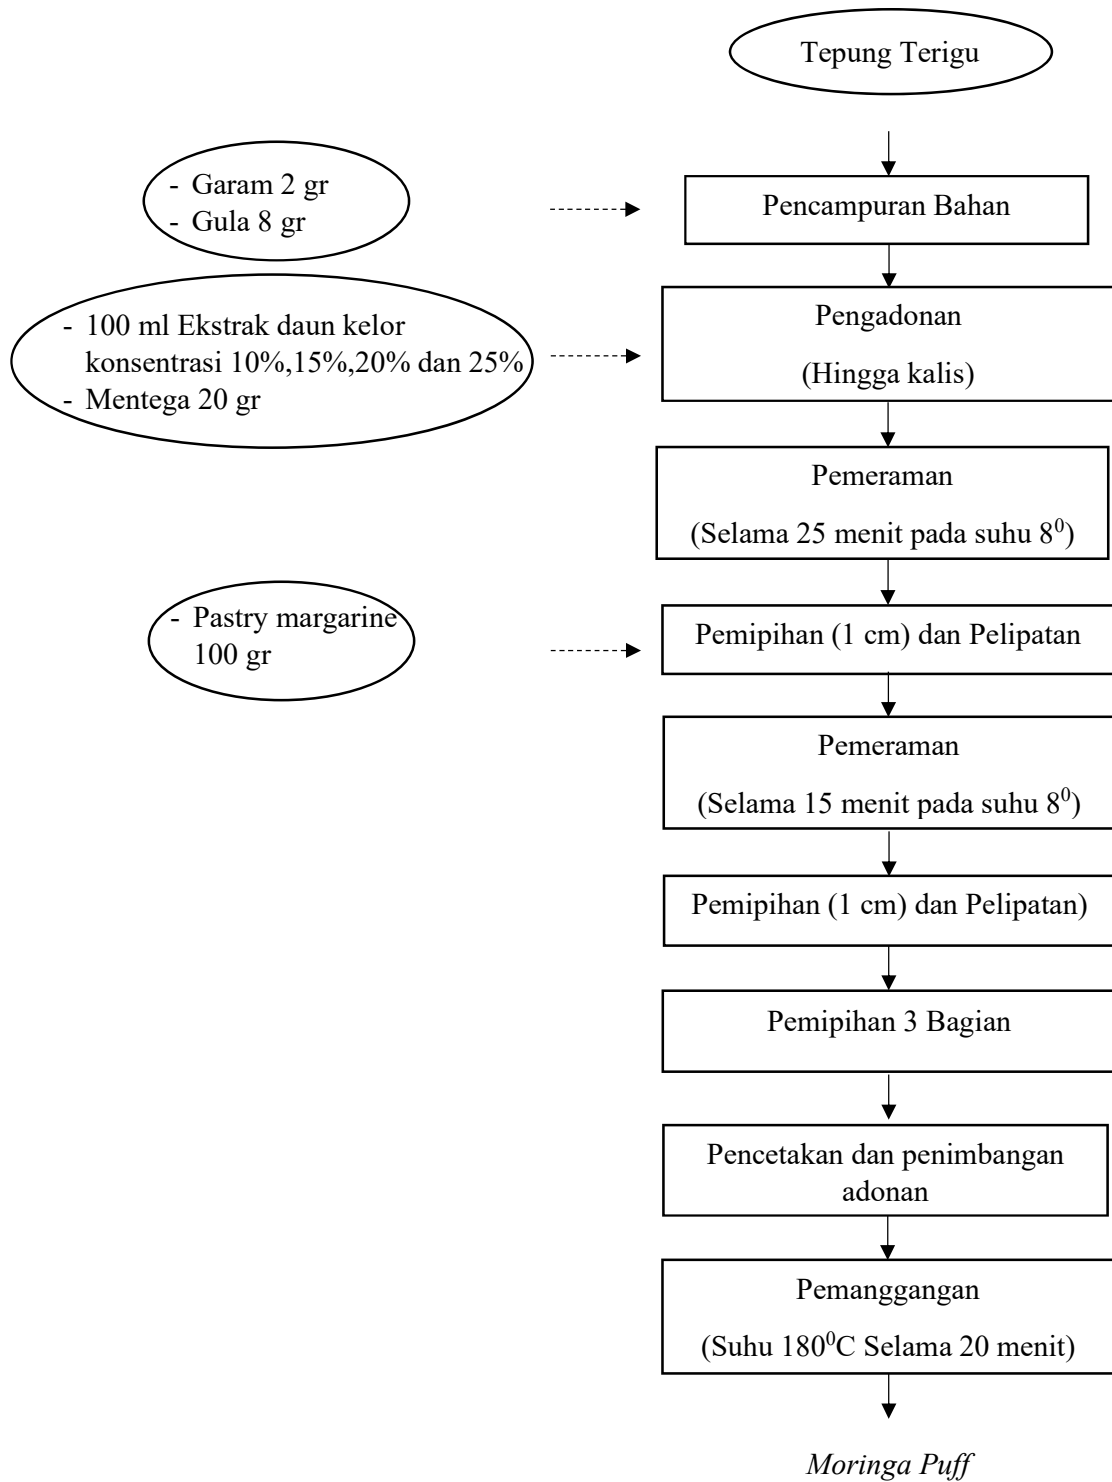 Tepung Terigu
- Garam 2 gr
- Gula 8 gr
Pencampuran Bahan
- 100 ml Ekstrak daun kelor
konsentrasi 10%,15%,20% dan 25%
- Mentega 20 gr
Pengadonan
(Hingga kalis)
Pemeraman
(Selama 25 menit pada suhu 8⁰)
- Pastry margarine
100 gr
Pemipihan (1 cm) dan Pelipatan
Pemeraman
(Selama 15 menit pada suhu 8⁰)
Pemipihan (1 cm) dan Pelipatan)
Pemipihan 3 Bagian
Pencetakan dan penimbangan
adonan
Pemanggangan
(Suhu 180⁰C Selama 20 menit)
Moringa Puff